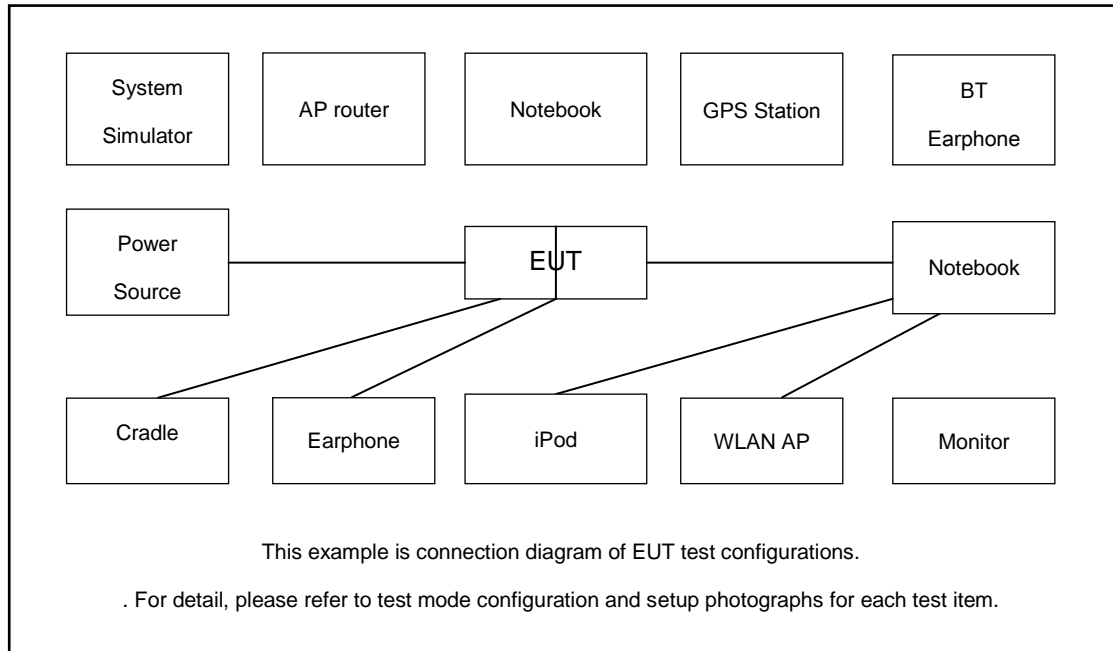 System
Simulator
AP router
Notebook
GPS Station
BT
Earphone
Power
Source
EUT
Notebook
Cradle
Earphone
iPod
WLAN AP
Monitor
This example is connection diagram of EUT test configurations.
. For detail, please refer to test mode configuration and setup photographs for each test item.